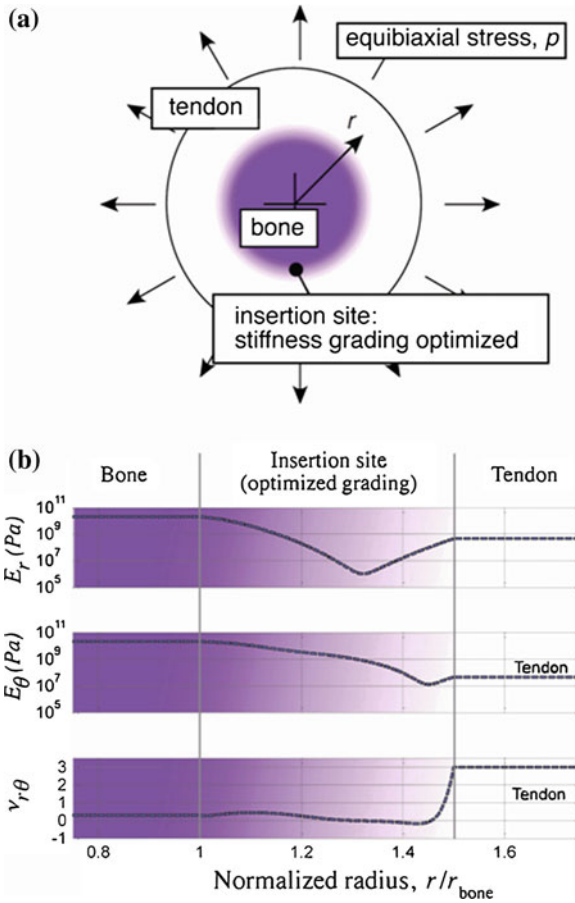 (a)
equibiaxial stress, p
tendon
r
bone
insertion site:
stiffness grading optimized
(b)
Bone
Insertion site
(optimized grading)
Tendon
E_r (Pa)
10^11
10^9
10^7
10^5
E_θ (Pa)
10^11
10^9
10^7
10^5
Tendon
ν_rθ
3
2
1
0
-1
Tendon
0.8
1
1.2
1.4
1.6
Normalized radius, r/r_bone